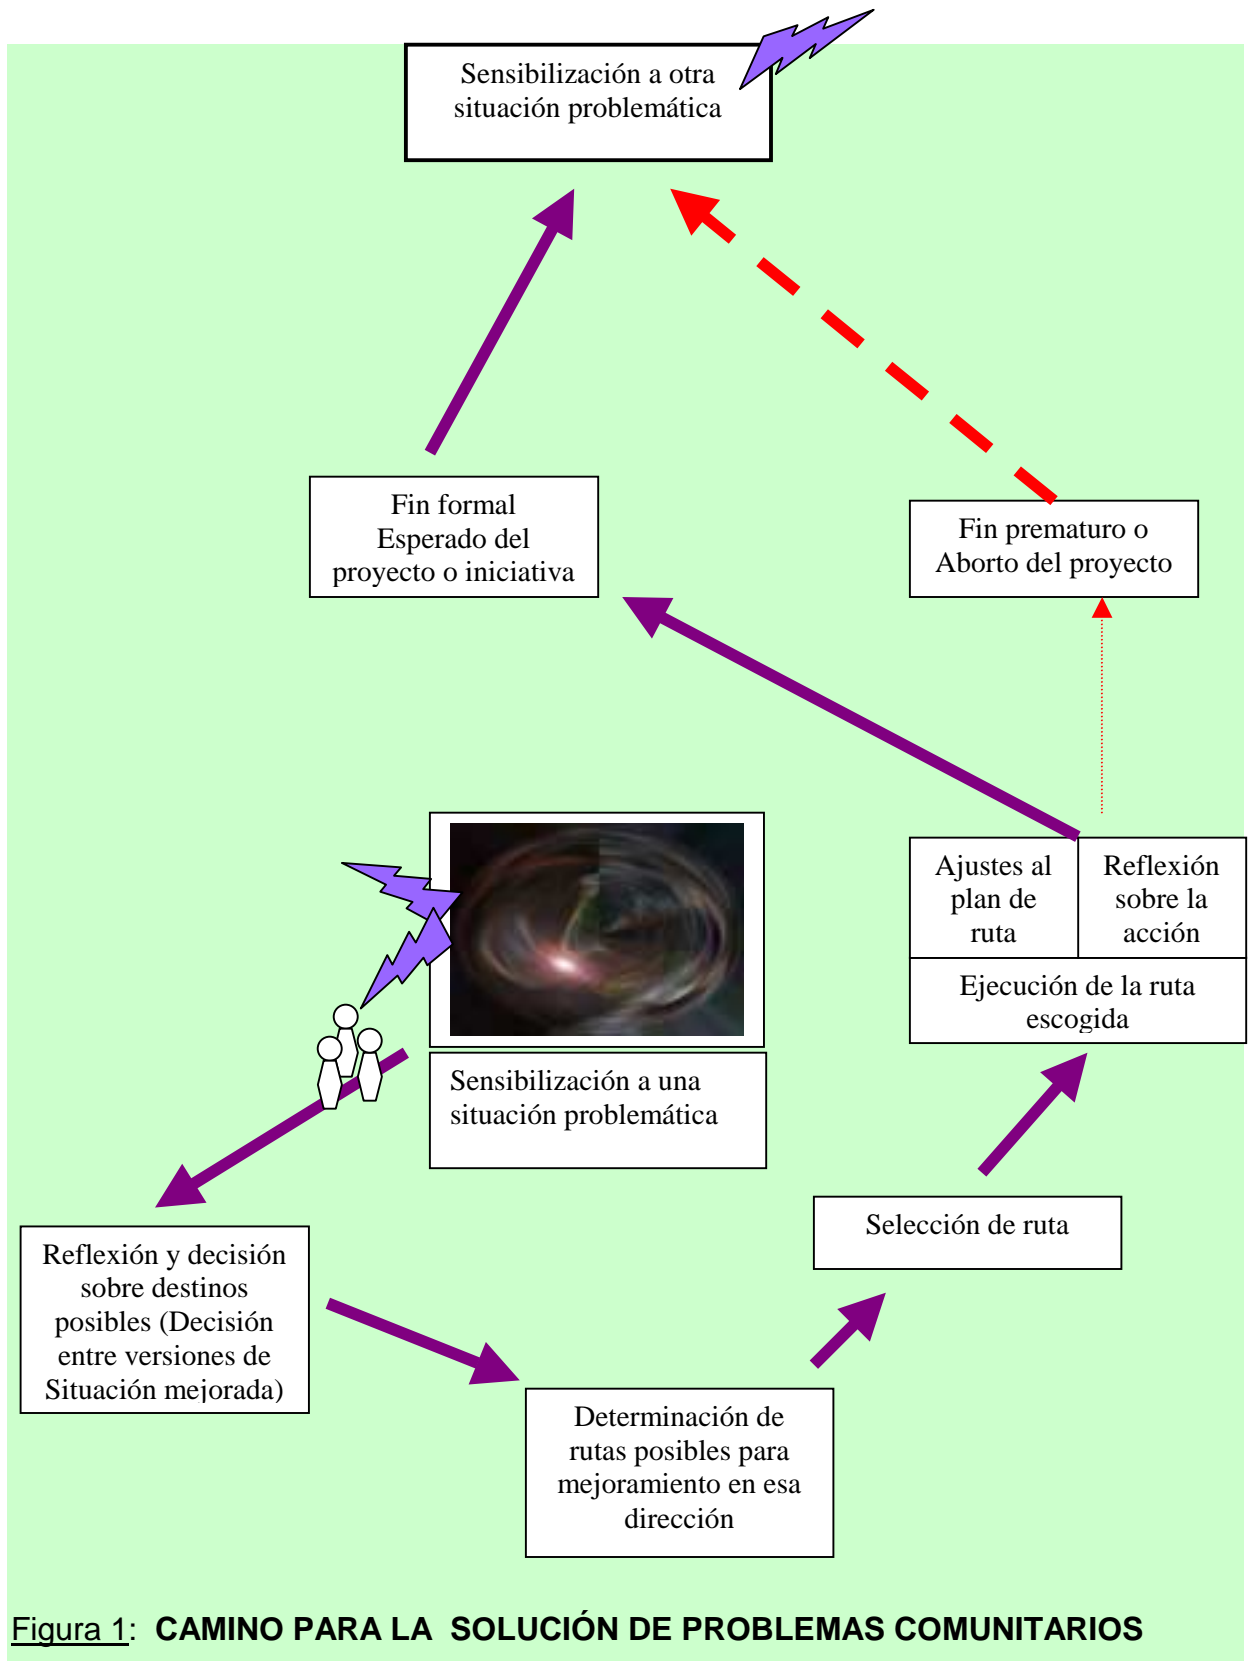 Sensibilización a otra
situación problemática
Fin formal
Esperado del
proyecto o iniciativa
Fin prematuro o
Aborto del proyecto
Ajustes al
plan de
ruta
Reflexión
sobre la
acción
Ejecución de la ruta
escogida
Sensibilización a una
situación problemática
Selección de ruta
Reflexión y decisión
sobre destinos
posibles (Decisión
entre versiones de
Situación mejorada)
Determinación de
rutas posibles para
mejoramiento en esa
dirección
Figura 1: CAMINO PARA LA SOLUCIÓN DE PROBLEMAS COMUNITARIOS